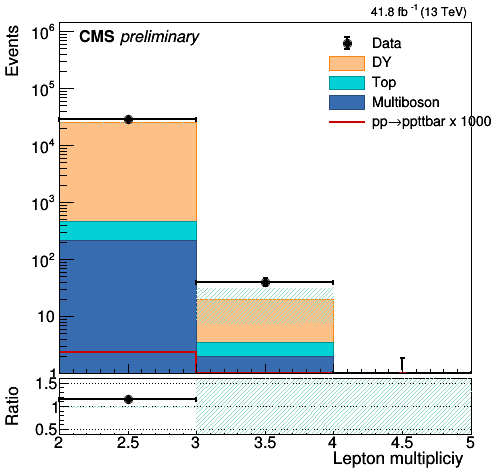 41.8 fb⁻¹ (13 TeV)
CMS preliminary
Events
10⁶
10⁵
10⁴
10³
10²
10
1
Data
DY
Top
Multiboson
pp→ppttbar x 1000
Ratio
1.5
1
0.5
2 2.5 3 3.5 4 4.5 5
Lepton multipliciy